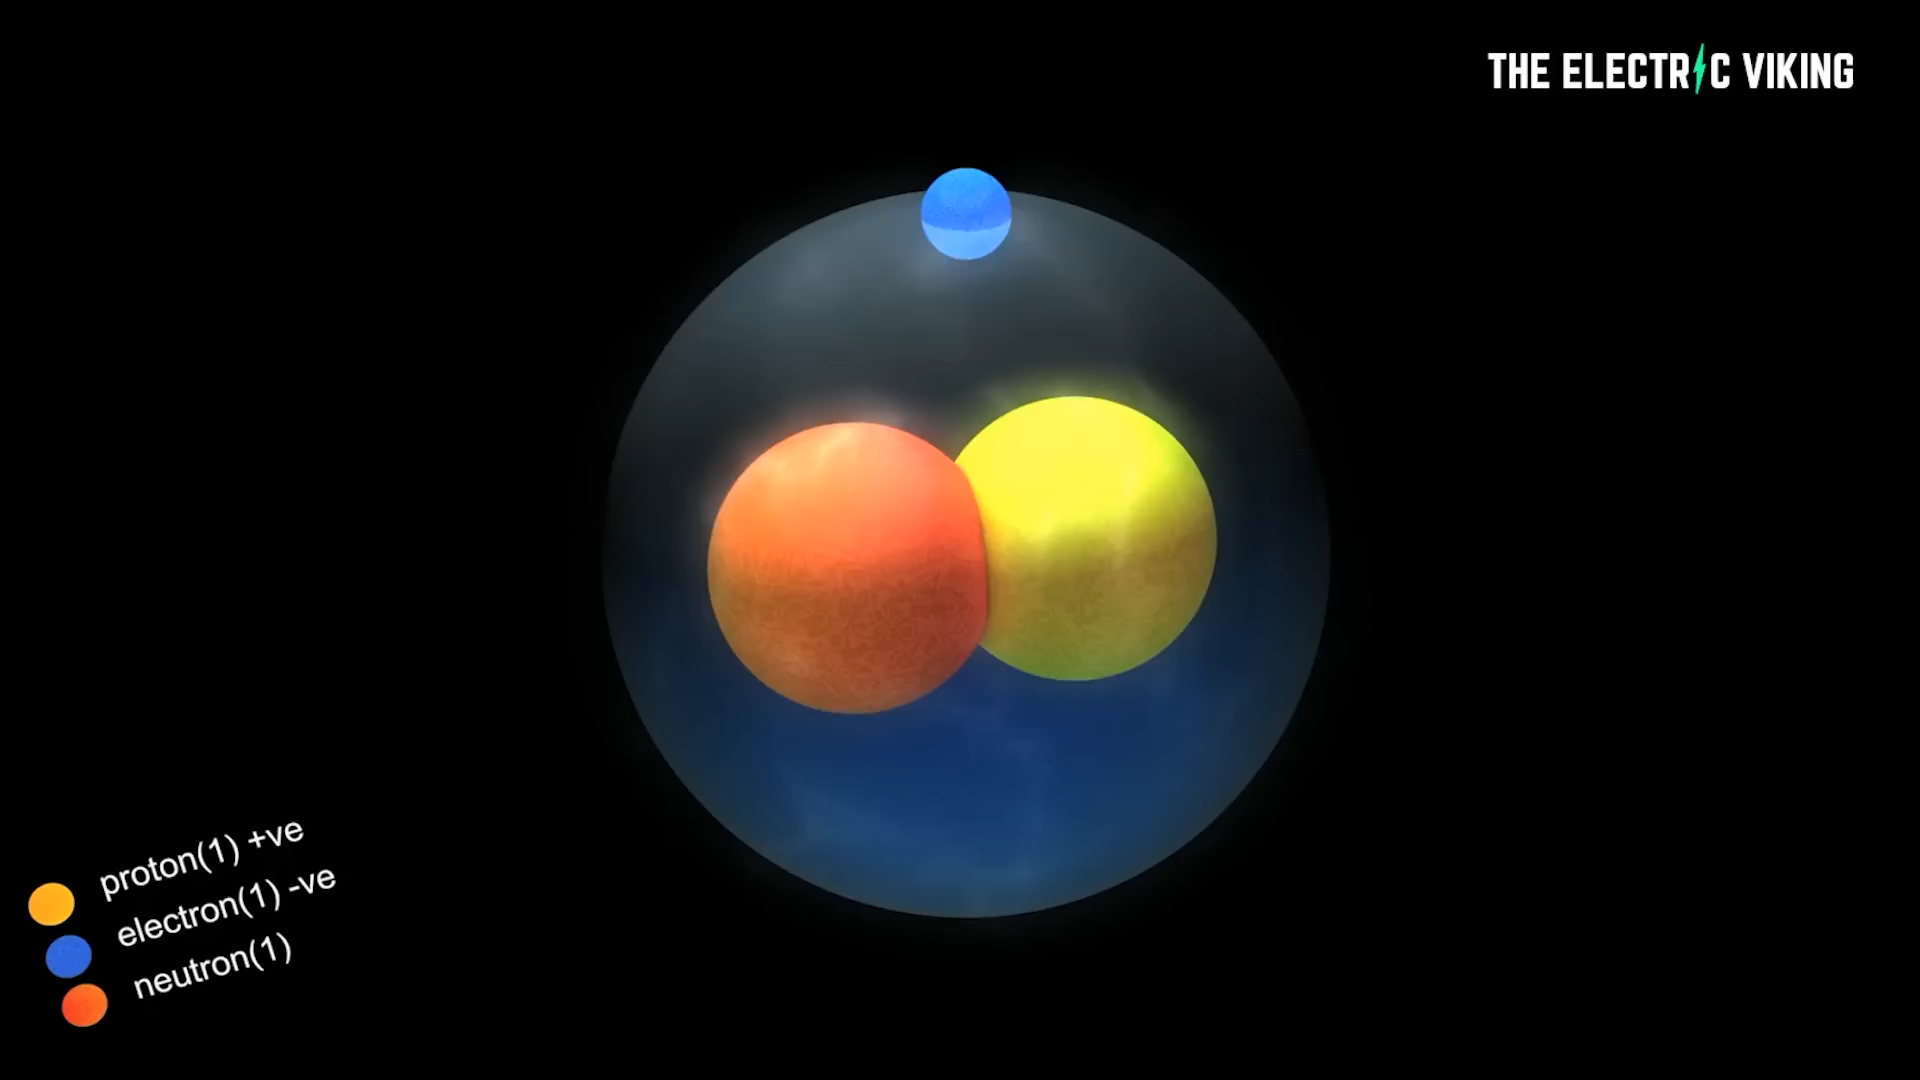 THE ELECTRIC VIKING
proton(1) +ve
electron(1) -ve
neutron(1)